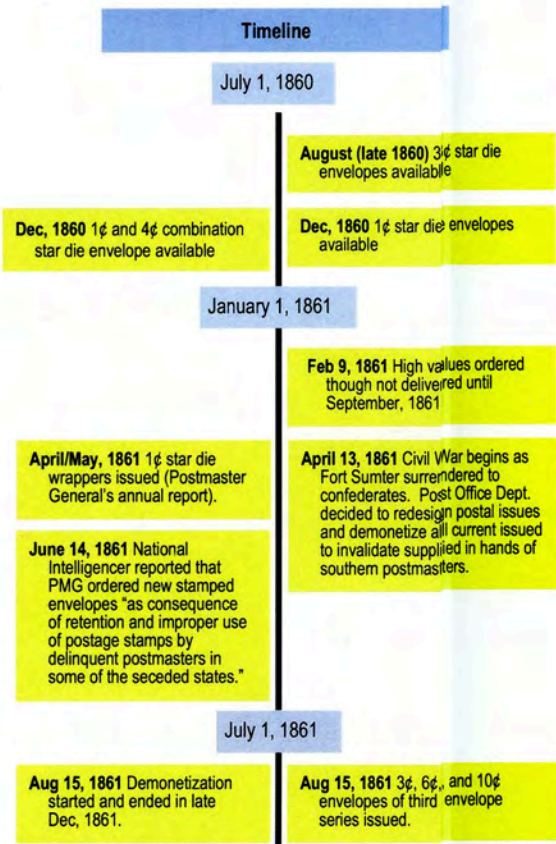 Timeline
July 1, 1860
August (late 1860) 3¢ star die
envelopes available
Dec, 1860 1¢ and 4¢ combination
star die envelope available
Dec, 1860 1¢ star die envelopes
available
January 1, 1861
Feb 9, 1861 High values ordered
though not delivered until
September, 1861
April/May, 1861 1¢ star die
wrappers issued (Postmaster
General's annual report).
April 13, 1861 Civil War begins as
Fort Sumter surrendered to
confederates. Post Office Dept.
decided to redesign postal issues
and demonetize all current issued
to invalidate supplied in hands of
southern postmasters.
June 14, 1861 National
Intelligencer reported that
PMG ordered new stamped
envelopes "as consequence
of retention and improper use
of postage stamps by
delinquent postmasters in
some of the seceded states."
July 1, 1861
Aug 15, 1861 Demonetization
started and ended in late
Dec, 1861.
Aug 15, 1861 3¢, 6¢,, and 10¢
envelopes of third envelope
series issued.